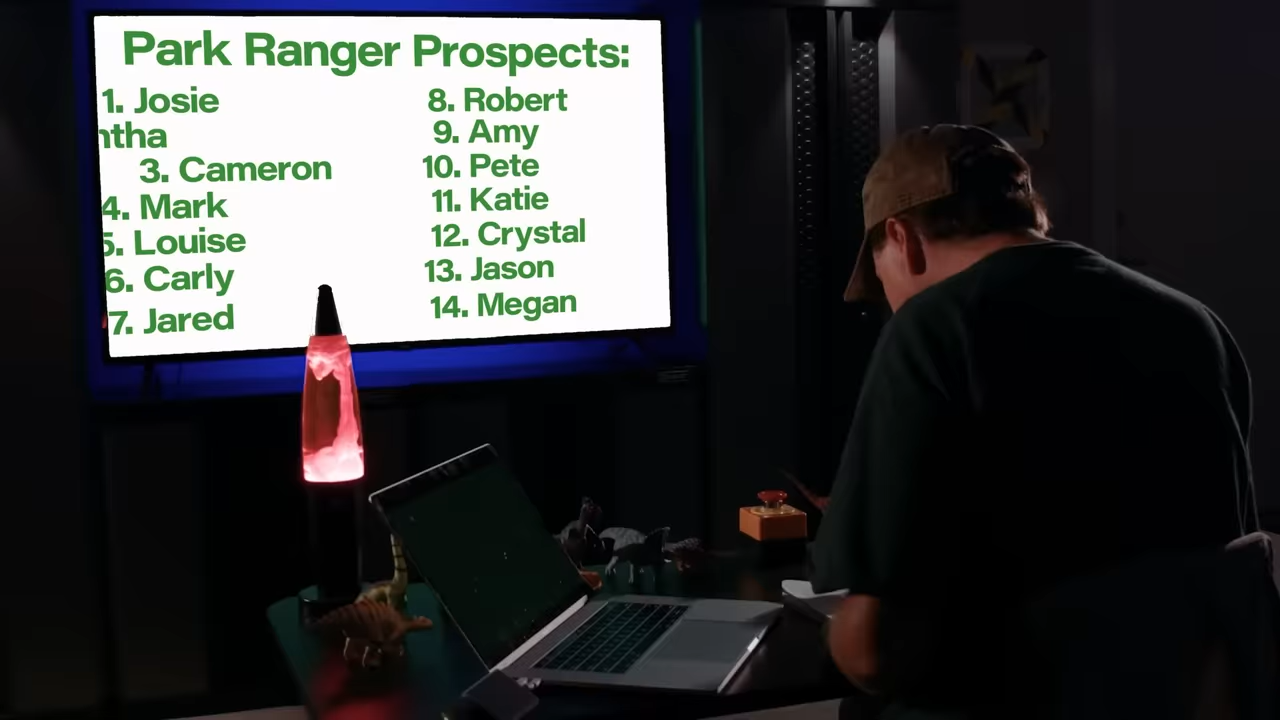 Park Ranger Prospects:
1. Josie
ntha
3. Cameron
4. Mark
5. Louise
6. Carly
7. Jared
8. Robert
9. Amy
10. Pete
11. Katie
12. Crystal
13. Jason
14. Megan